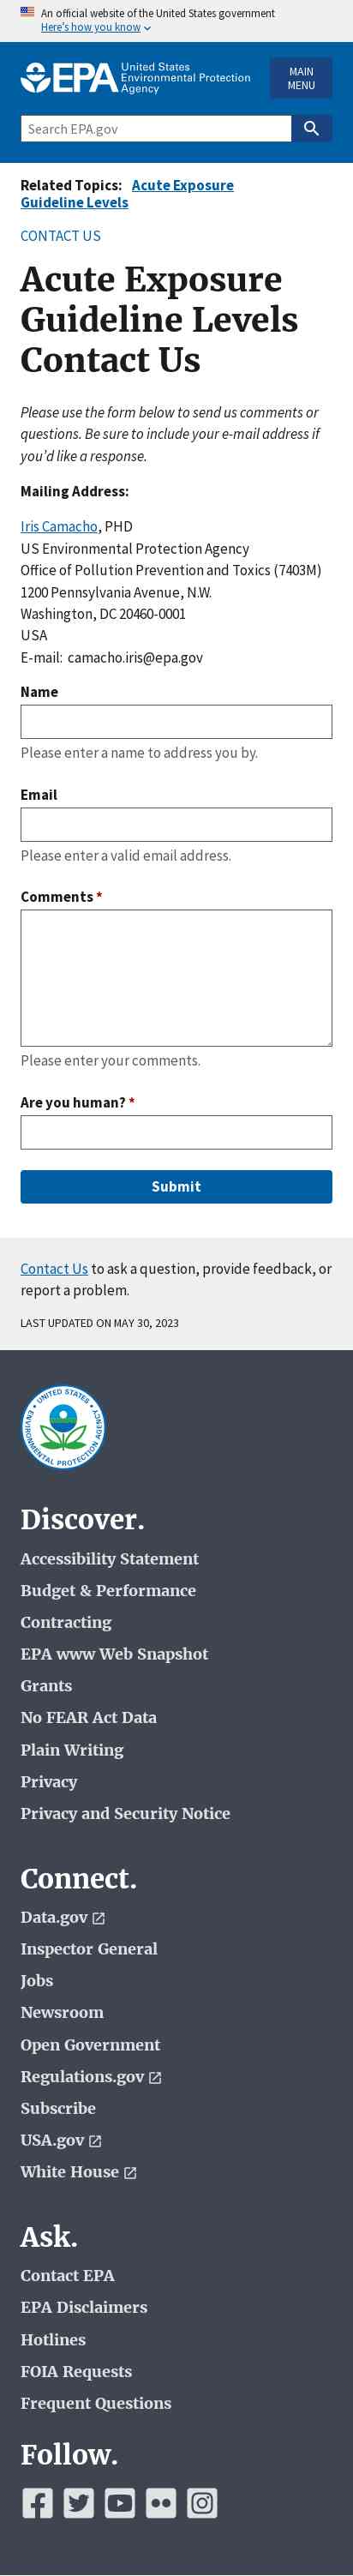 An official website of the United States government
Here's how you know
EPA United States
Environmental Protection
Agency
MAIN
MENU
Search EPA.gov
Related Topics: Acute Exposure
Guideline Levels
CONTACT US
Acute Exposure
Guideline Levels
Contact Us
Please use the form below to send us comments or
questions. Be sure to include your e-mail address if
you’d like a response.
Mailing Address:
Iris Camacho, PHD
US Environmental Protection Agency
Office of Pollution Prevention and Toxics (7403M)
1200 Pennsylvania Avenue, N.W.
Washington, DC 20460-0001
USA
E-mail: camacho.iris@epa.gov
Name
Please enter a name to address you by.
Email
Please enter a valid email address.
Comments *
Please enter your comments.
Are you human? *
Submit
Contact Us to ask a question, provide feedback, or
report a problem.
LAST UPDATED ON MAY 30, 2023
UNITED STATES
ENVIRONMENTAL PROTECTION AGENCY
Discover.
Accessibility Statement
Budget & Performance
Contracting
EPA www Web Snapshot
Grants
No FEAR Act Data
Plain Writing
Privacy
Privacy and Security Notice
Connect.
Data.gov
Inspector General
Jobs
Newsroom
Open Government
Regulations.gov
Subscribe
USA.gov
White House
Ask.
Contact EPA
EPA Disclaimers
Hotlines
FOIA Requests
Frequent Questions
Follow.